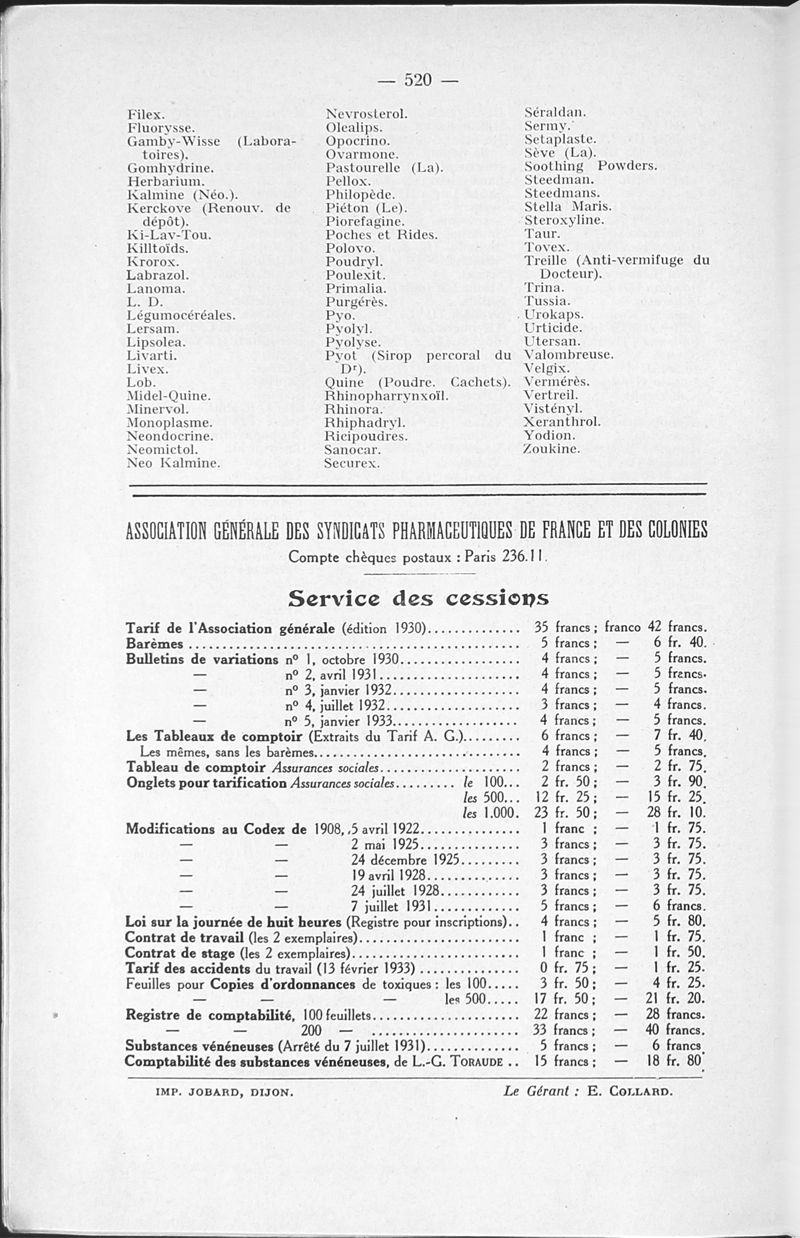 — 520 —
Filex.
Fluorysse.
Gamby-Wisse (Labora-
toires).
Gomhydrine.
Herbarium.
Kalmine (Néo.).
Kerckove (Renouv. de
dépôt).
Ki-Lav-Tou.
Killtoïds.
Krorox.
Labrazol.
Lanoma.
L. D.
Légumocéréales.
Lersam.
Lipsolea.
Livarti.
Livex.
Lob.
Midel-Quine.
Minervol.
Monoplasme.
Neondocrine.
Neomictol.
Neo Kalmine.
Nevrosterol.
Olealips.
Opocrino.
Ovarmone.
Pastourelle (La).
Pellox.
Philopède.
Piéton (Le).
Piorefagine.
Poches et Rides.
Polovo.
Poudryl.
Poulexit.
Primalia.
Purgérès.
Pyo.
Pyolyl.
Pyolyse.
Pyot (Sirop percoral du
Dr).
Quine (Poudre. Cachets).
Rhinopharrynxoïl.
Rhinora.
Rhiphadryl.
Ricipoudres.
Sanocar.
Securex.
Séraldan.
Sermy.
Setaplaste.
Sève (La).
Soothing Powders.
Steedman.
Steedmans.
Stella Maris.
Steroxyline.
Taur.
Tovex.
Treille (Anti-vermifuge du
Docteur).
Trina.
Tussia.
Urokaps.
Urticide.
Utersan.
Valombreuse.
Velgix.
Vermérès.
Vertreil.
Vistényl.
Xeranthrol.
Yodion.
Zoukine.
ASSOCIATION GÉNÉRALE DES SYNDICATS PHARMACEUTIQUES DE FRANCE ET DES COLONIES
Compte chèques postaux : Paris 236.11.
Service des cessions
Tarif de l'Association générale (édition 1930).............. 35 francs ; franco 42 francs.
Barèmes .................................................. 5 francs ; — 6 fr. 40.
Bulletins de variations nº 1, octobre 1930.................. 4 francs ; — 5 francs.
— nº 2, avril 1931..................... 4 francs ; — 5 francs.
— nº 3, janvier 1932................... 4 francs ; — 5 francs.
— nº 4, juillet 1932.................... 3 francs ; — 4 francs.
— nº 5, janvier 1933................... 4 francs ; — 5 francs.
Les Tableaux de comptoir (Extraits du Tarif A. G.)......... 6 francs ; — 7 fr. 40.
Les mêmes, sans les barèmes............................... 4 francs ; — 5 francs.
Tableau de comptoir Assurances sociales..................... 2 francs ; — 2 fr. 75.
Onglets pour tarification Assurances sociales......... le 100... 2 fr. 50 ; — 3 fr. 90.
les 500... 12 fr. 25 ; — 15 fr. 25.
les 1.000. 23 fr. 50 ; — 28 fr. 10.
Modifications au Codex de 1908, 5 avril 1922............... 1 franc ; — 1 fr. 75.
— — 2 mai 1925............... 3 francs ; — 3 fr. 75.
— — 24 décembre 1925......... 3 francs ; — 3 fr. 75.
— — 19 avril 1928.............. 3 francs ; — 3 fr. 75.
— — 24 juillet 1928............ 3 francs ; — 3 fr. 75.
— — 7 juillet 1931............. 5 francs ; — 6 francs.
Loi sur la journée de huit heures (Registre pour inscriptions).. 4 francs ; — 5 fr. 80.
Contrat de travail (les 2 exemplaires)........................ 1 franc ; — 1 fr. 75.
Contrat de stage (les 2 exemplaires)......................... 1 franc ; — 1 fr. 50.
Tarif des accidents du travail (13 février 1933) ............... 0 fr. 75 ; — 1 fr. 25.
Feuilles pour Copies d'ordonnances de toxiques : les 100..... 3 fr. 50 ; — 4 fr. 25.
— — — les 500..... 17 fr. 50 ; — 21 fr. 20.
Registre de comptabilité, 100 feuillets...................... 22 francs ; — 28 francs.
— — 200 — ...................... 33 francs ; — 40 francs.
Substances vénéneuses (Arrêté du 7 juillet 1931).............. 5 francs ; — 6 francs.
Comptabilité des substances vénéneuses, de L.-G. TORAUDE .. 15 francs ; — 18 fr. 80.
IMP. JOBARD, DIJON.
Le Gérant : E. COLLARD.